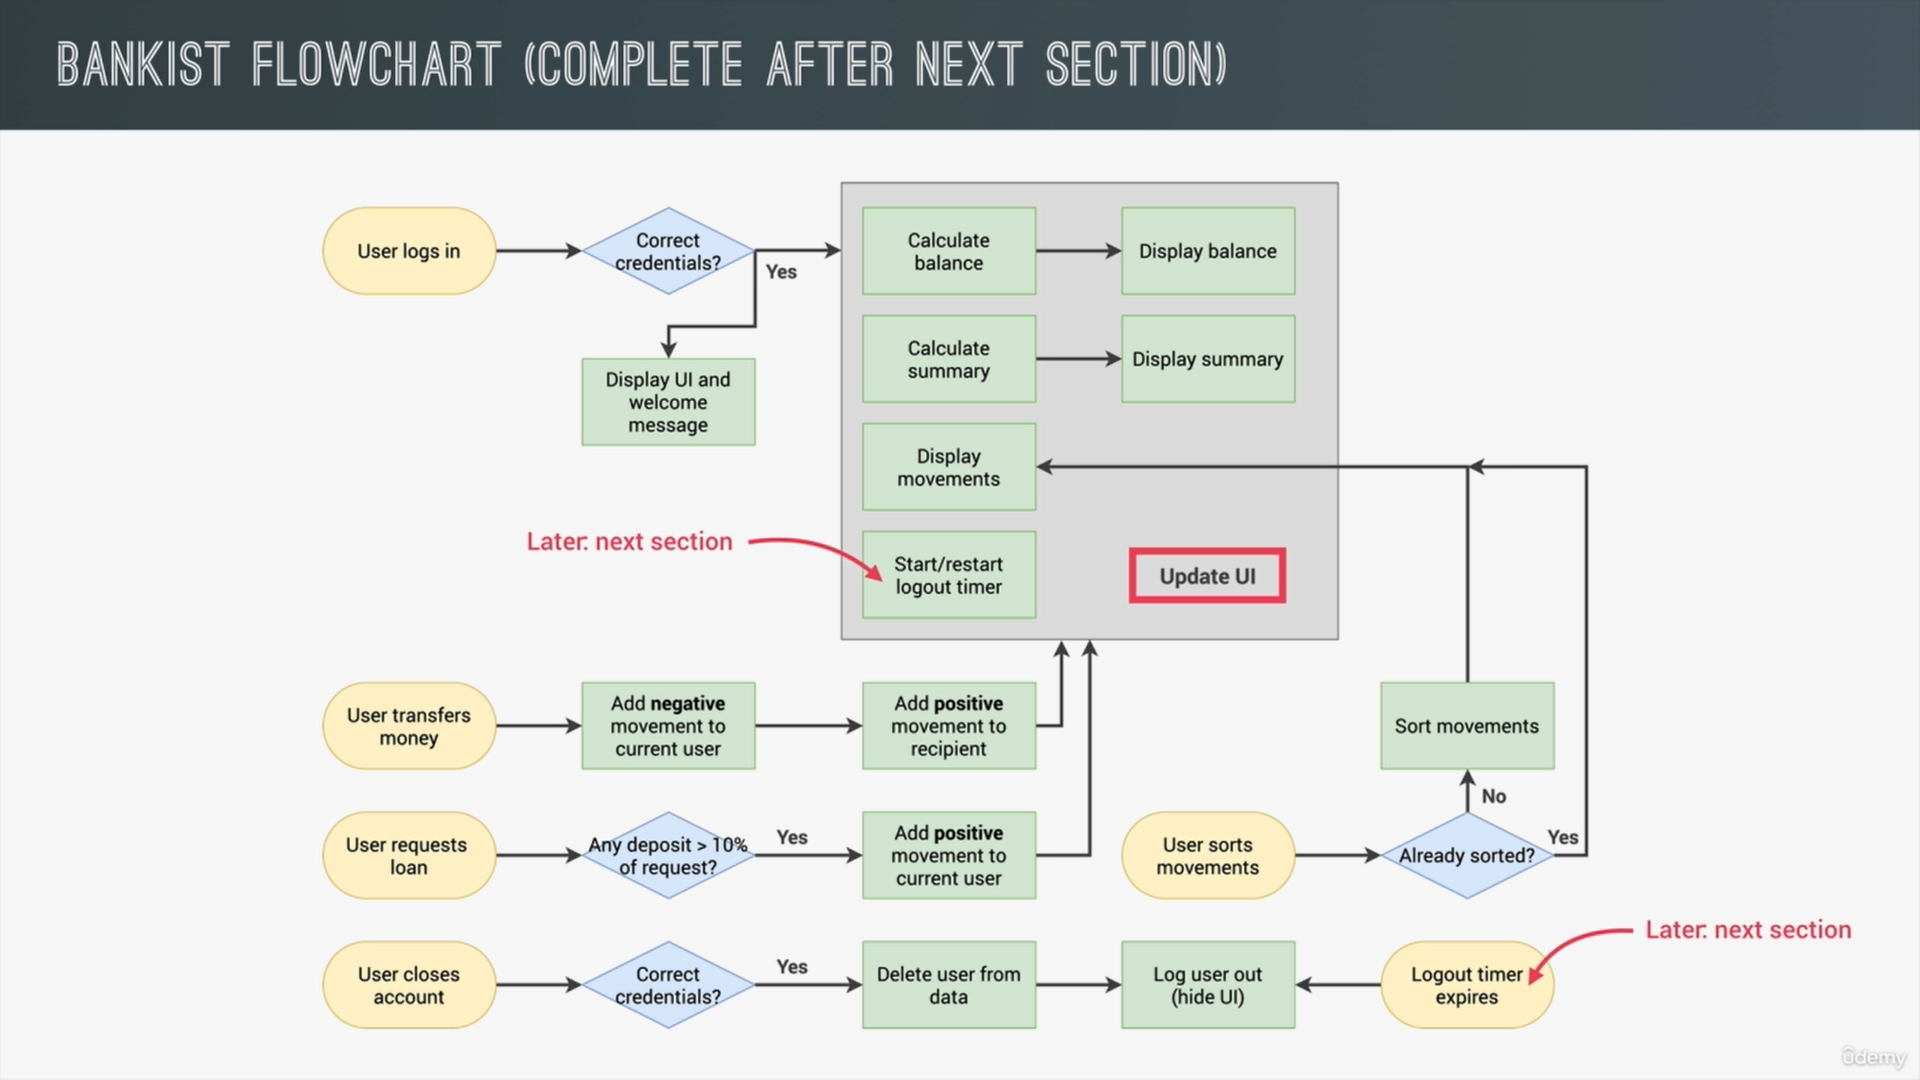 BANKIST FLOWCHART (COMPLETE AFTER NEXT SECTION)
User logs in
Correct
credentials?
Yes
Display UI and
welcome
message
Calculate
balance
Display balance
Calculate
summary
Display summary
Display
movements
Later: next section
Start/restart
logout timer
Update UI
User transfers
money
Add negative
movement to
current user
Add positive
movement to
recipient
Sort movements
No
User requests
loan
Any deposit > 10%
of request?
Yes
Add positive
movement to
current user
User sorts
movements
Already sorted?
Yes
User closes
account
Correct
credentials?
Yes
Delete user from
data
Log user out
(hide UI)
Logout timer
expires
Later: next section
ûdemy